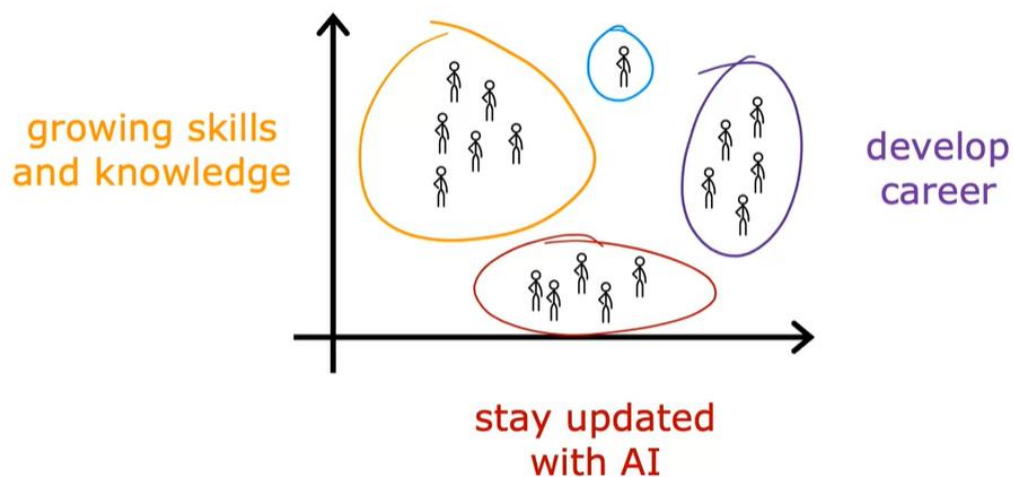 growing skills
and knowledge
develop
career
stay updated
with AI